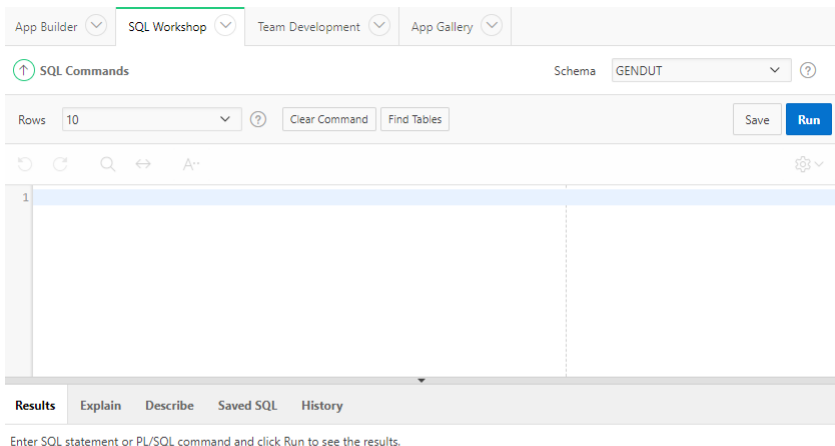 App Builder SQL Workshop Team Development App Gallery
SQL Commands Schema GENDUT ?
Rows 10 ? Clear Command Find Tables Save Run
A··
1
Results Explain Describe Saved SQL History
Enter SQL statement or PL/SQL command and click Run to see the results.